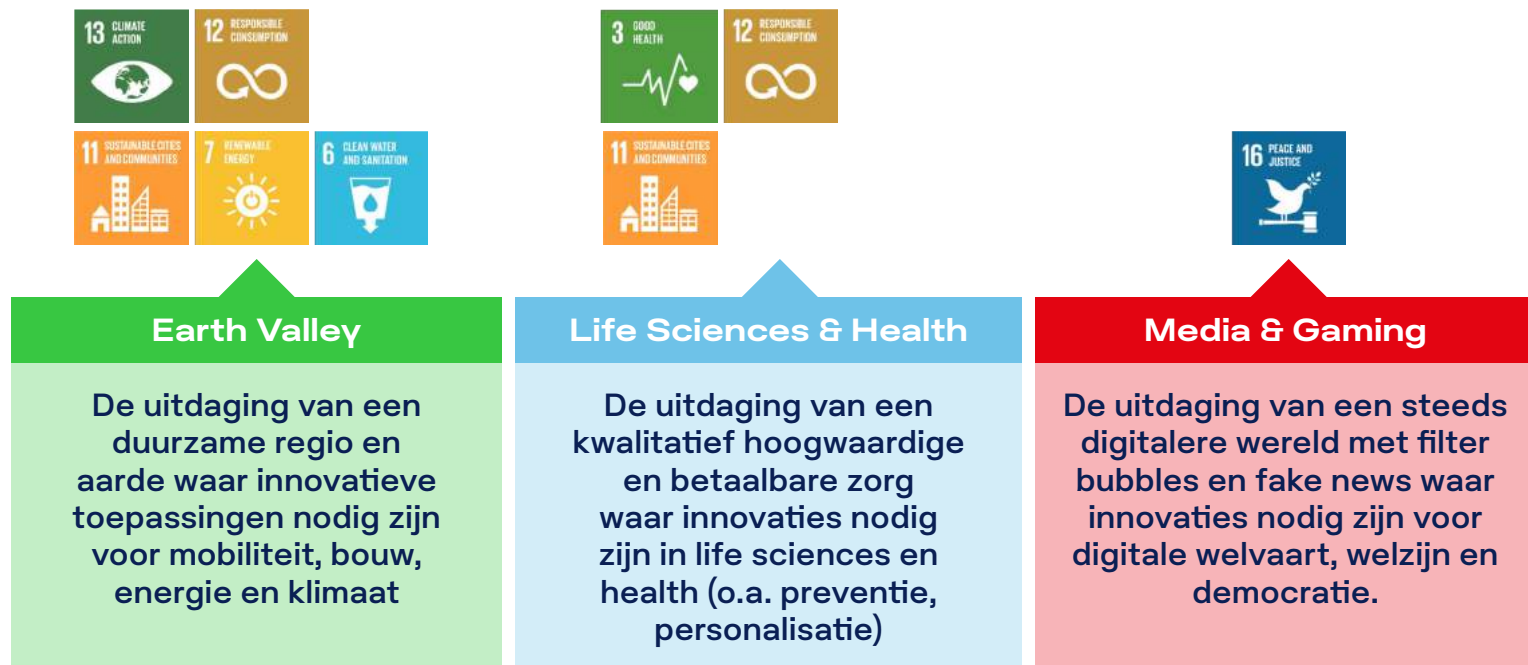 13 CLIMATE
ACTION
12 RESPONSIBLE
CONSUMPTION
11 SUSTAINABLE CITIES
AND COMMUNITIES
7 RENEWABLE
ENERGY
6 CLEAN WATER
AND SANITATION
3 GOOD
HEALTH
12 RESPONSIBLE
CONSUMPTION
11 SUSTAINABLE CITIES
AND COMMUNITIES
16 PEACE AND
JUSTICE
Earth Valley
De uitdaging van een
duurzame regio en
aarde waar innovatieve
toepassingen nodig zijn
voor mobiliteit, bouw,
energie en klimaat
Life Sciences & Health
De uitdaging van een
kwalitatief hoogwaardige
en betaalbare zorg
waar innovaties nodig
zijn in life sciences en
health (o.a. preventie,
personalisatie)
Media & Gaming
De uitdaging van een steeds
digitalere wereld met filter
bubbles en fake news waar
innovaties nodig zijn voor
digitale welvaart, welzijn en
democratie.